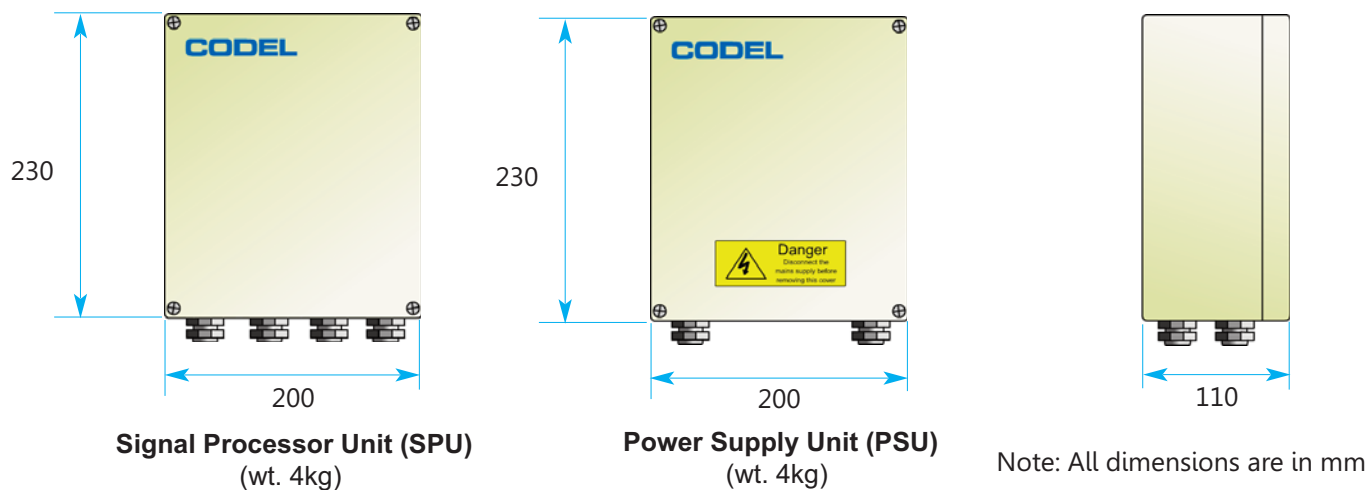 CODEL
230
200
Signal Processor Unit (SPU)
(wt. 4kg)
CODEL
230
Danger
Disconnect the
mains supply before
removing this cover
200
Power Supply Unit (PSU)
(wt. 4kg)
110
Note: All dimensions are in mm